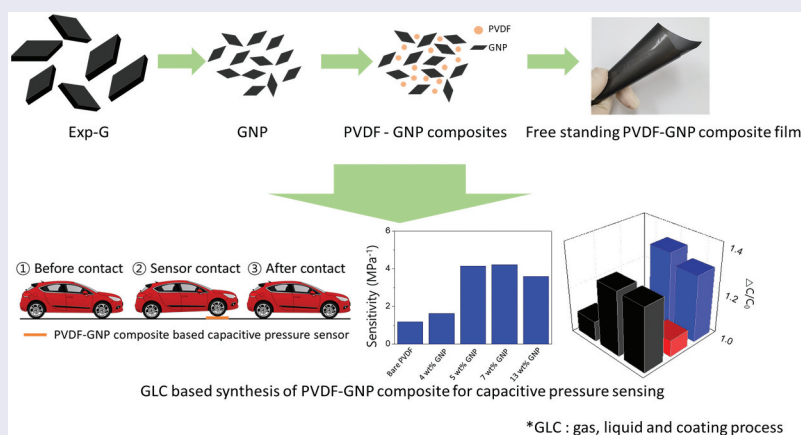 PVDF
GNP
Exp-G
GNP
PVDF - GNP composites
Free standing PVDF-GNP composite film
① Before contact
② Sensor contact
③ After contact
PVDF-GNP composite based capacitive pressure sensor
Sensitivity (MPa⁻¹)
6
4
2
0
Bare PVDF
4 wt% GNP
5 wt% GNP
7 wt% GNP
13 wt% GNP
1.4
1.2
1.0
△C/C₀
GLC based synthesis of PVDF-GNP composite for capacitive pressure sensing
*GLC : gas, liquid and coating process